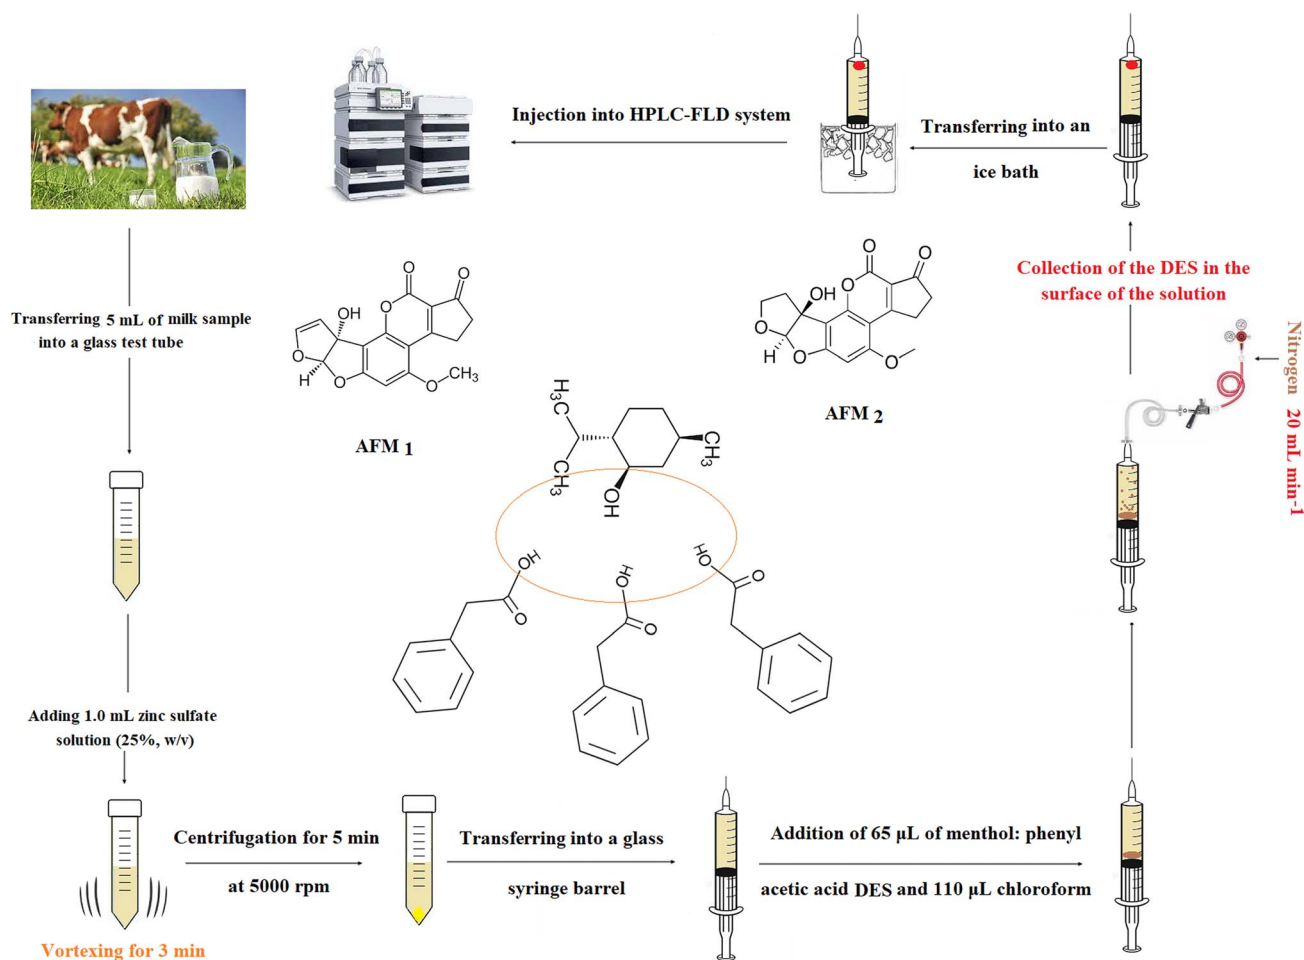 Transferring 5 mL of milk sample
into a glass test tube
Adding 1.0 mL zinc sulfate
solution (25%, w/v)
Vortexing for 3 min
Centrifugation for 5 min
at 5000 rpm
Transferring into a glass
syringe barrel
Addition of 65 µL of menthol: phenyl
acetic acid DES and 110 µL chloroform
Nitrogen 20 mL min-1
Collection of the DES in the
surface of the solution
Transferring into an
ice bath
Injection into HPLC-FLD system
O
O
O
OH
O
H
O
O
CH3
AFM 1
O
O
O
OH
O
H
O
O
AFM 2
H3C
CH3
CH3
OH
OH
O
HO
O
HO
O